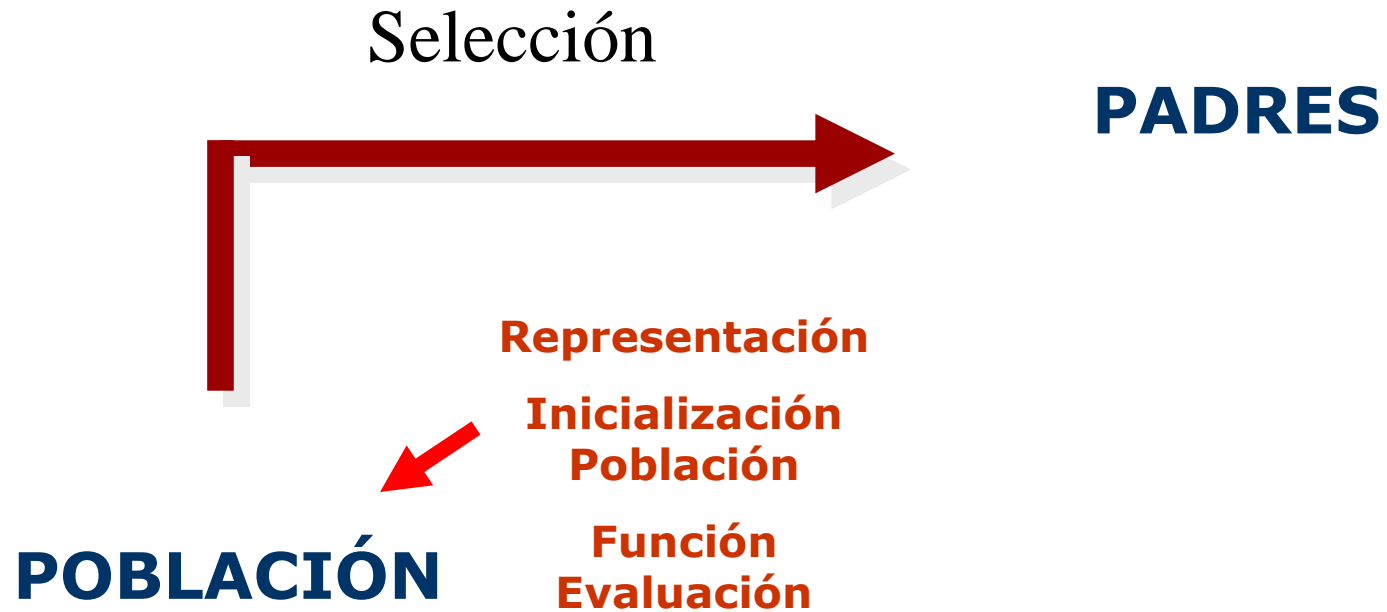 Selección
PADRES
Representación
Inicialización
Población
Función
Evaluación
POBLACIÓN